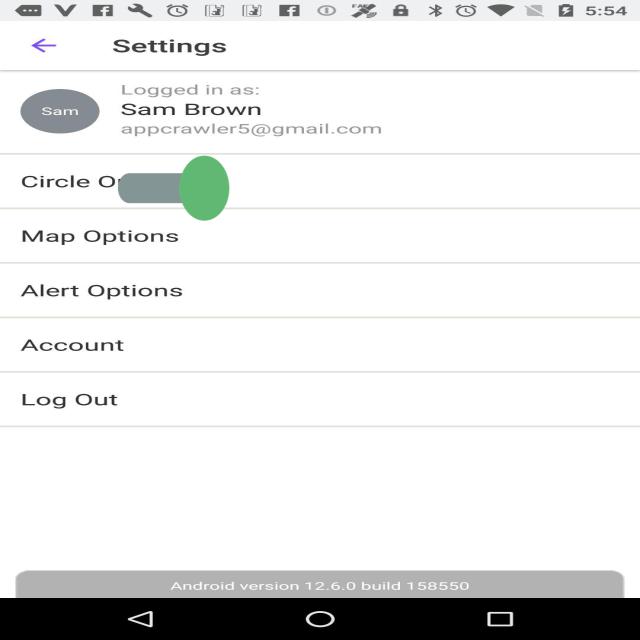 5:54
Settings
Logged in as:
Sam
Sam Brown
appcrawler5@gmail.com
Circle
Map Options
Alert Options
Account
Log Out
Android version 12.6.0 build 158550